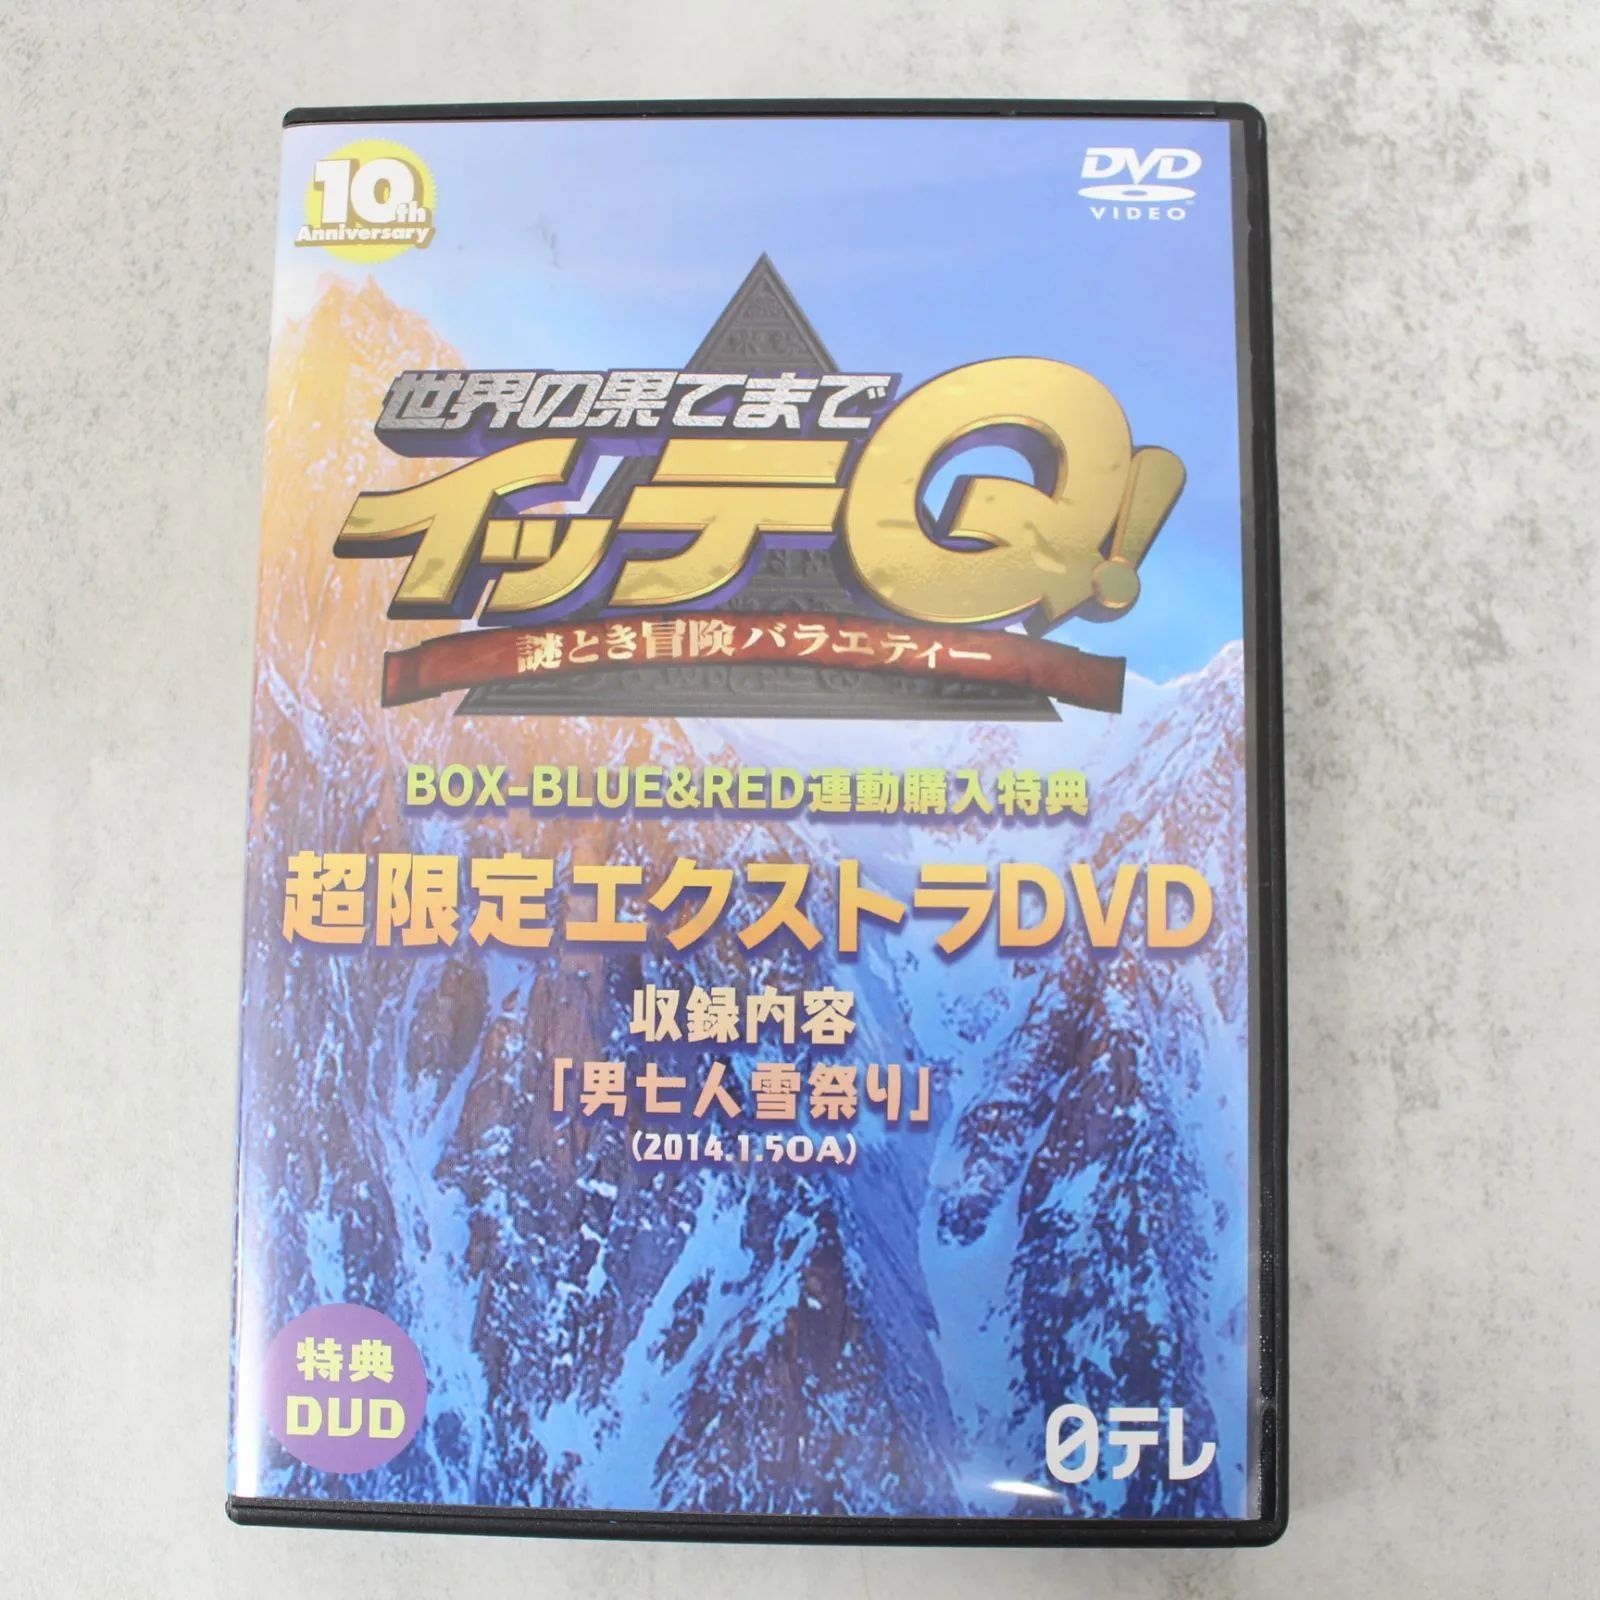 10th
Anniversary
DVD
VIDEO
世界の果てまで
イッテQ!
謎とき冒険バラエティー
BOX-BLUE&RED連動購入特典
超限定エクストラDVD
収録内容
「男七人雪祭り」
(2014.1.5OA)
特典
DVD
日テレ